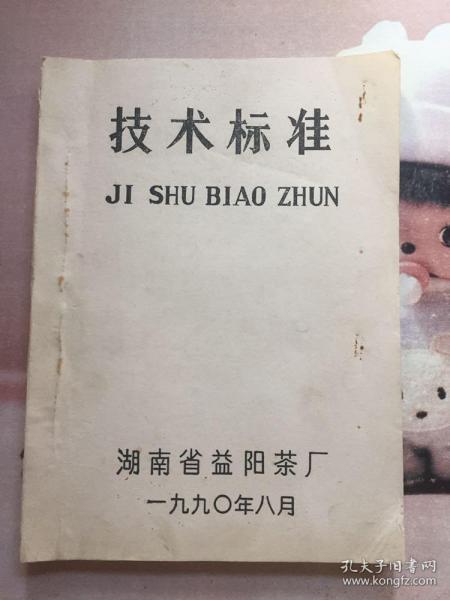 技术标准
JI SHU BIAO ZHUN
湖南省益阳茶厂
一九九〇年八月
孔夫子旧书网
www.kongfz.com